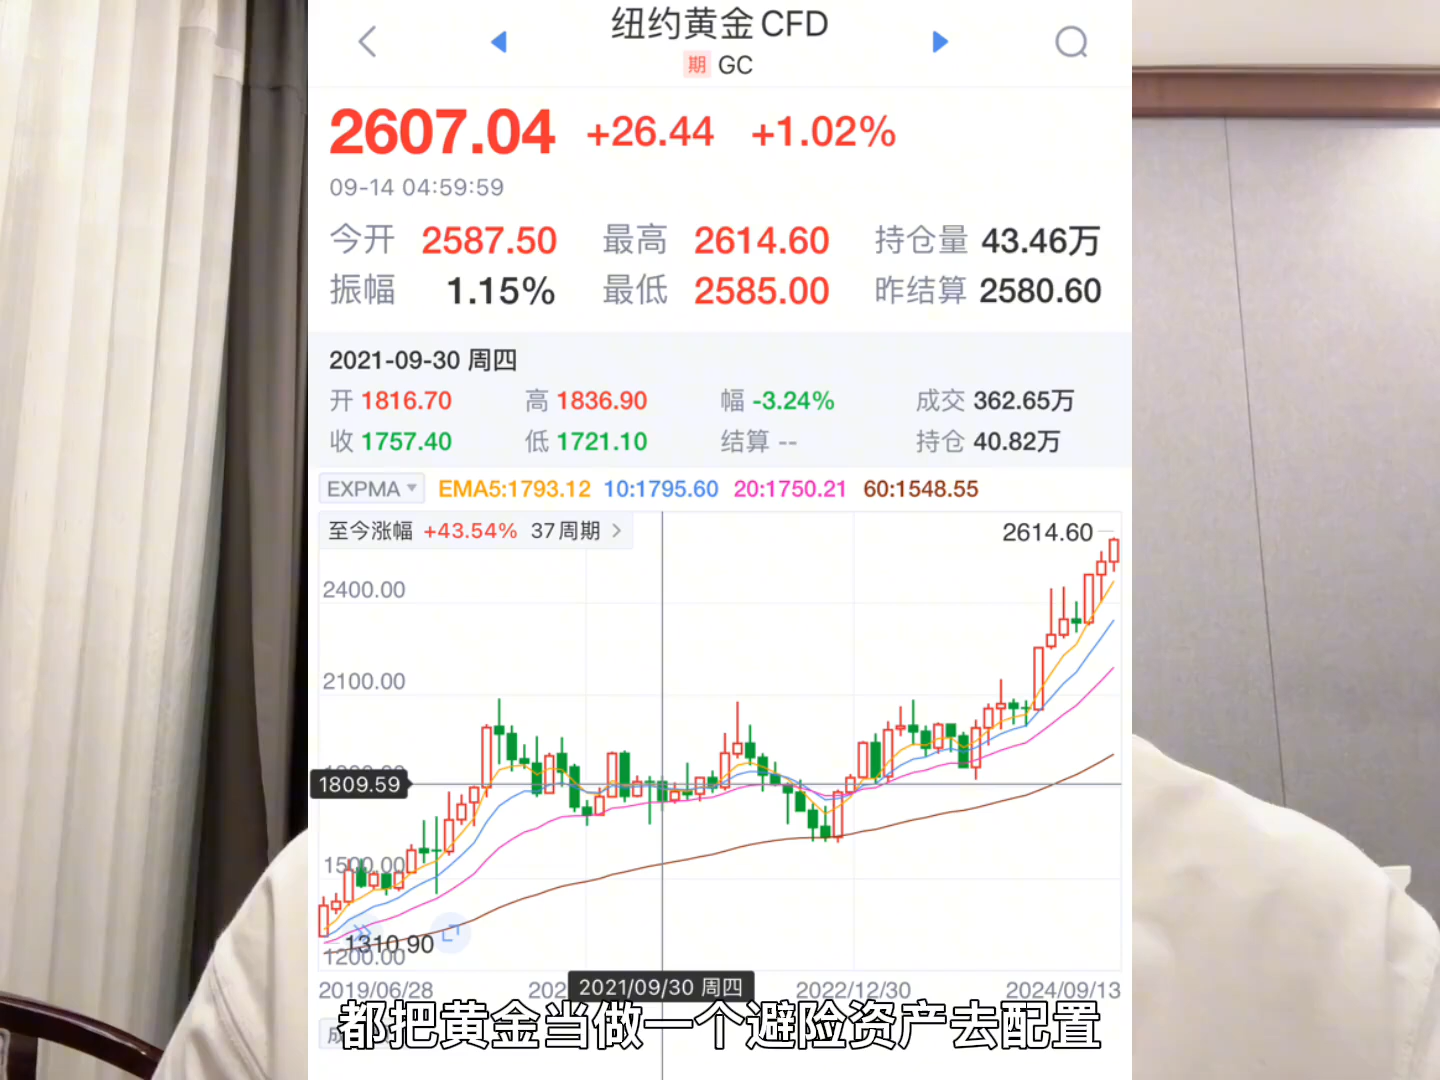 纽约黄金CFD
期 GC
2607.04 +26.44 +1.02%
09-14 04:59:59
今开 2587.50 最高 2614.60 持仓量 43.46万
振幅 1.15% 最低 2585.00 昨结算 2580.60
2021-09-30 周四
开 1816.70 高 1836.90 幅 -3.24% 成交 362.65万
收 1757.40 低 1721.10 结算 -- 持仓 40.82万
EXPMA EMA5:1793.12 10:1795.60 20:1750.21 60:1548.55
至今涨幅 +43.54% 37周期
2614.60
2400.00
2100.00
1809.59
1500.00
1310.90
1200.00
2019/06/28 202 2021/09/30 周四 2022/12/30 2024/09/13
都把黄金当做一个避险资产去配置